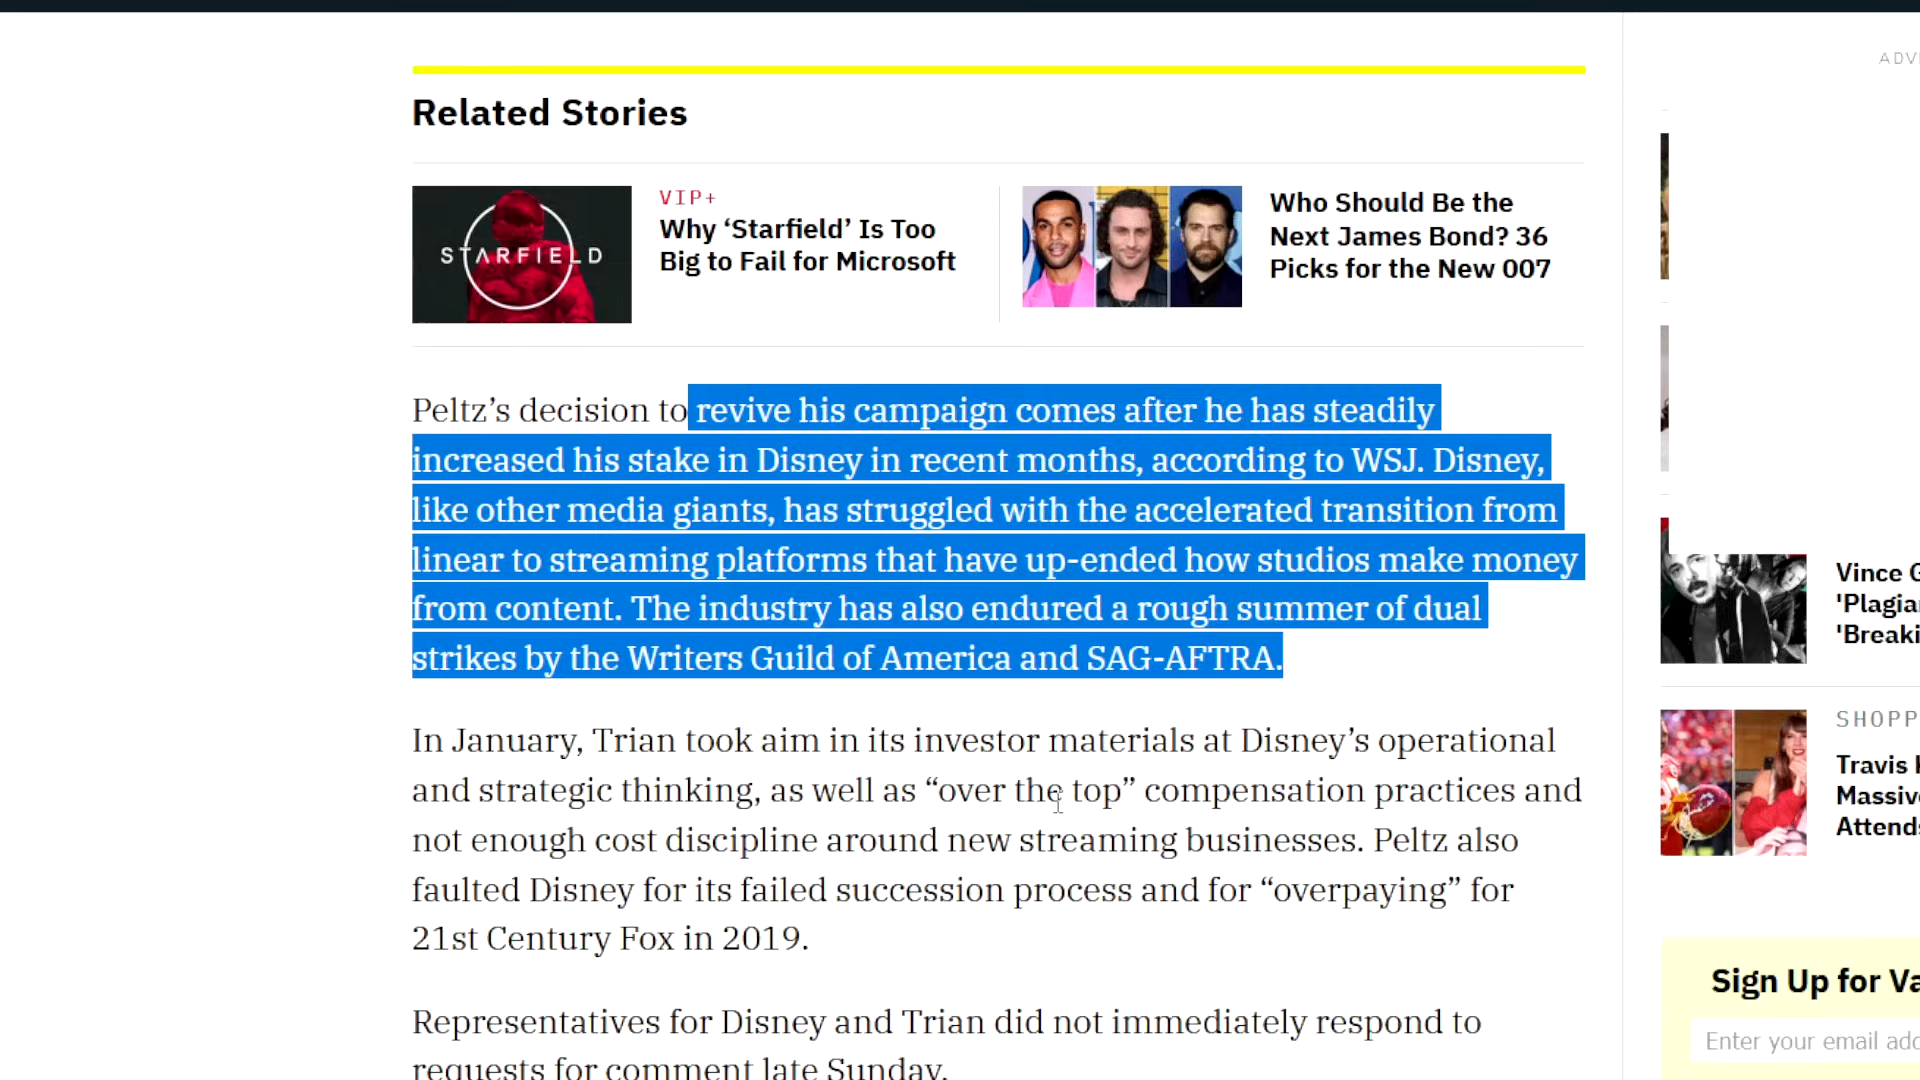 ADV
Related Stories
STARFIELD
VIP+
Why ‘Starfield’ Is Too
Big to Fail for Microsoft
Who Should Be the
Next James Bond? 36
Picks for the New 007
Peltz’s decision to revive his campaign comes after he has steadily
increased his stake in Disney in recent months, according to WSJ. Disney,
like other media giants, has struggled with the accelerated transition from
linear to streaming platforms that have up-ended how studios make money
from content. The industry has also endured a rough summer of dual
strikes by the Writers Guild of America and SAG-AFTRA.
In January, Trian took aim in its investor materials at Disney’s operational
and strategic thinking, as well as “over the top” compensation practices and
not enough cost discipline around new streaming businesses. Peltz also
faulted Disney for its failed succession process and for “overpaying” for
21st Century Fox in 2019.
Representatives for Disney and Trian did not immediately respond to
requests for comment late Sunday.
Vince G
'Plagia
'Breaki
SHOPP
Travis
Massiv
Attends
Sign Up for Va
Enter your email add